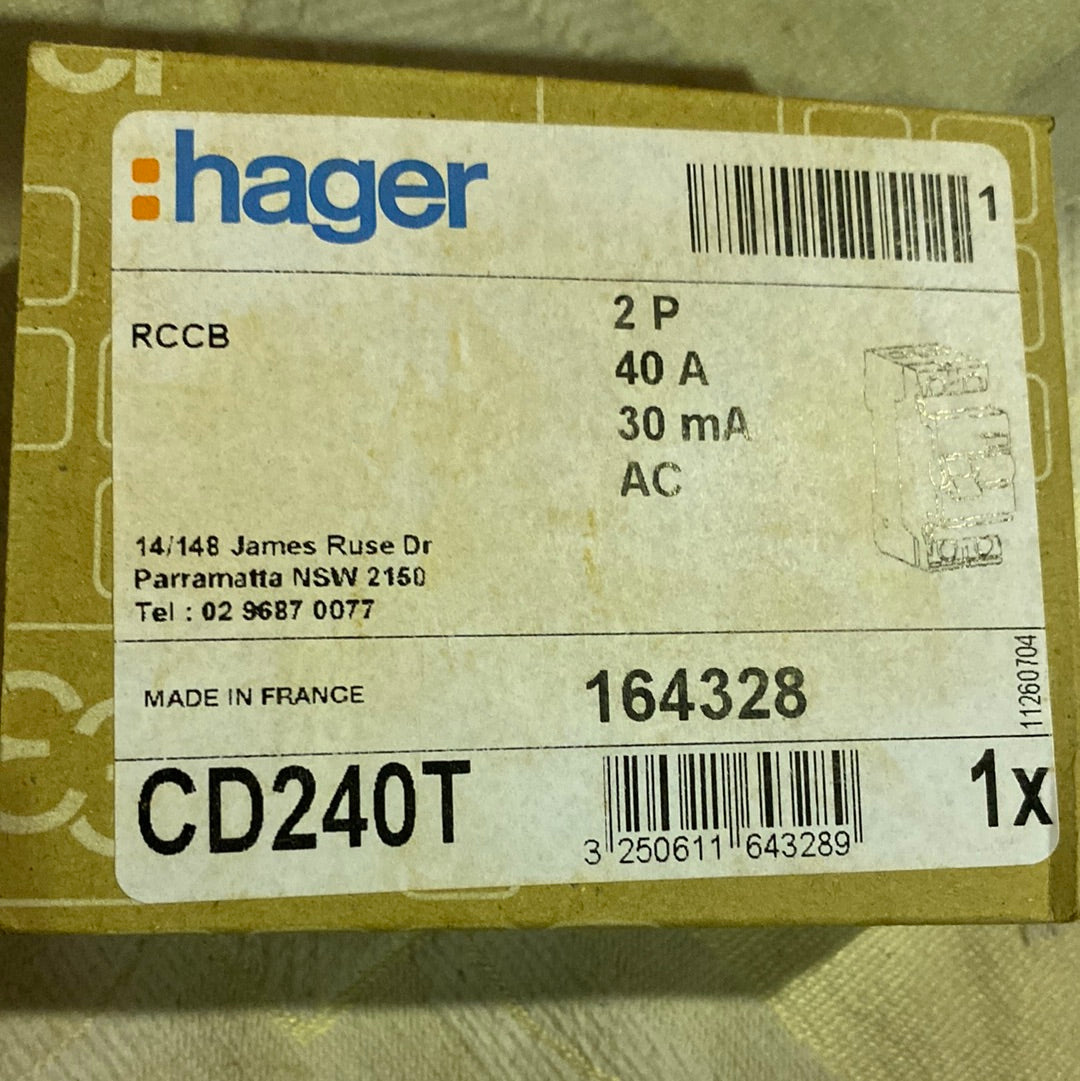 hager
1
RCCB
2 P
40 A
30 mA
AC
14/148 James Ruse Dr
Parramatta NSW 2150
Tel : 02 9687 0077
MADE IN FRANCE
164328
11260704
CD240T
3 250611 643289
1x